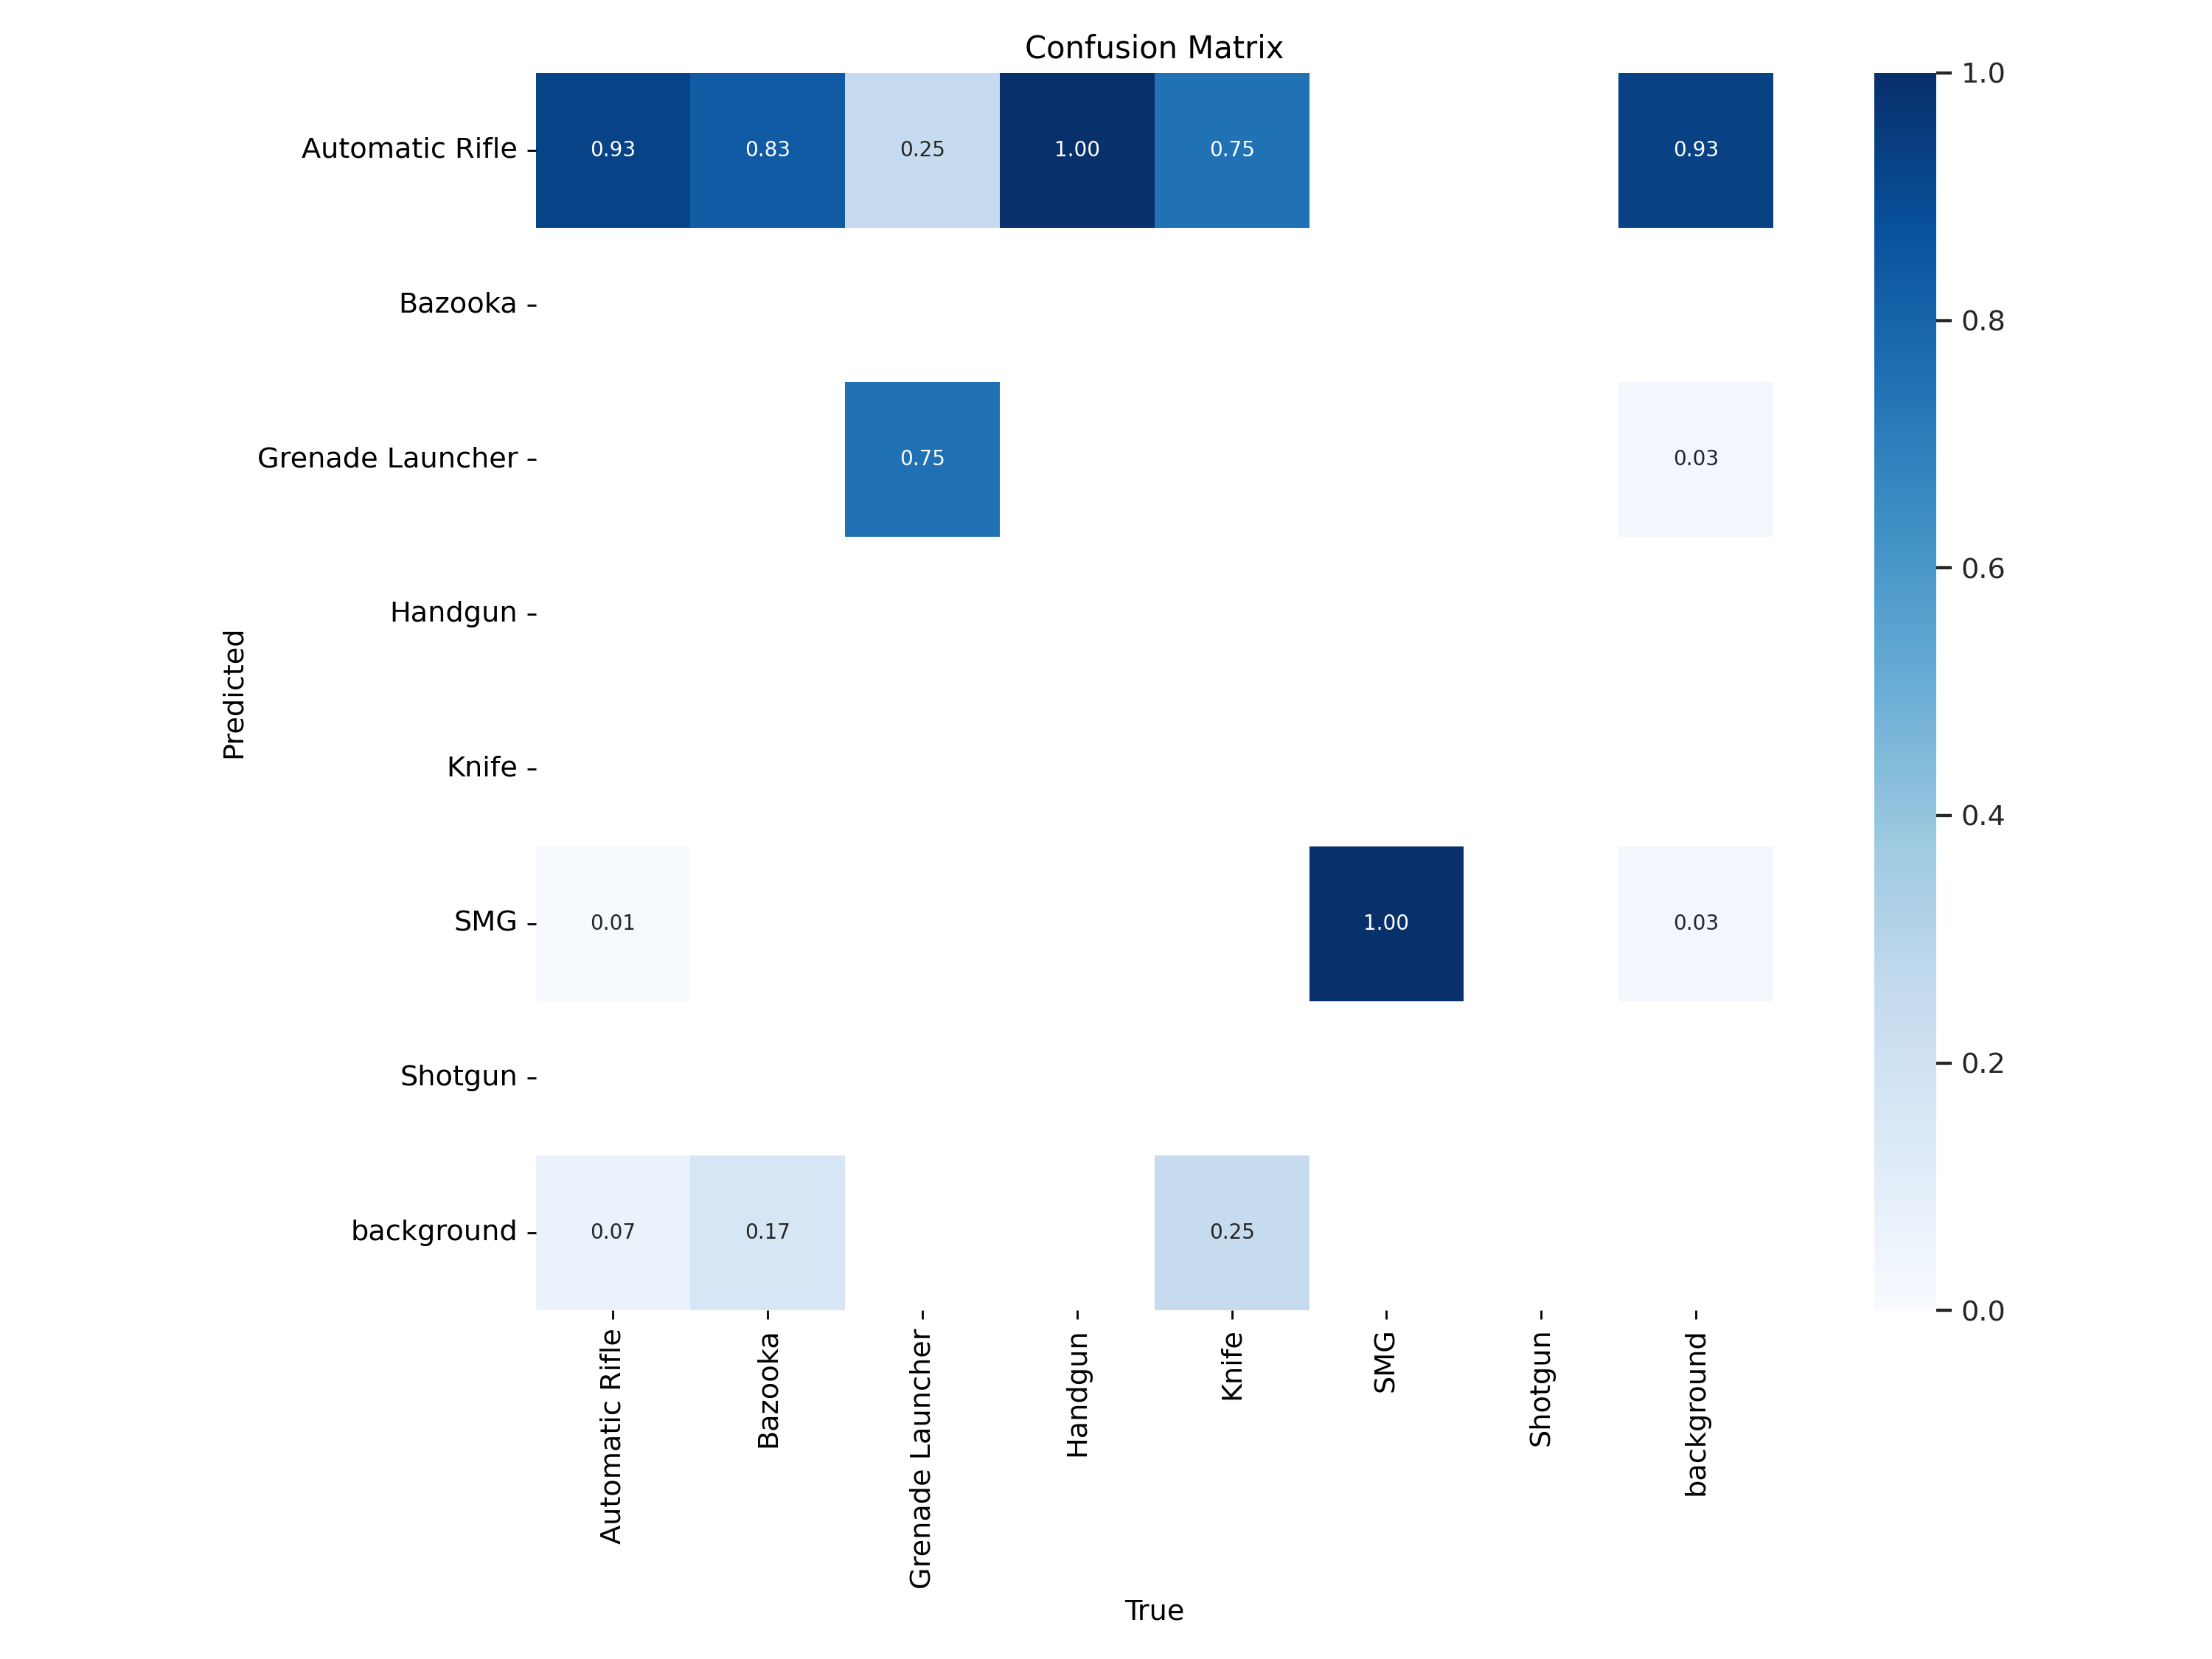 Confusion Matrix
Automatic Rifle
0.93 0.83 0.25 1.00 0.75 0.93
1.0
Bazooka
0.8
Grenade Launcher
0.75 0.03
0.6
Handgun
Predicted
Knife
0.4
SMG
0.01 1.00 0.03
Shotgun
0.2
background
0.07 0.17 0.25
0.0
Automatic Rifle
Bazooka
Grenade Launcher
Handgun
Knife
SMG
Shotgun
background
True